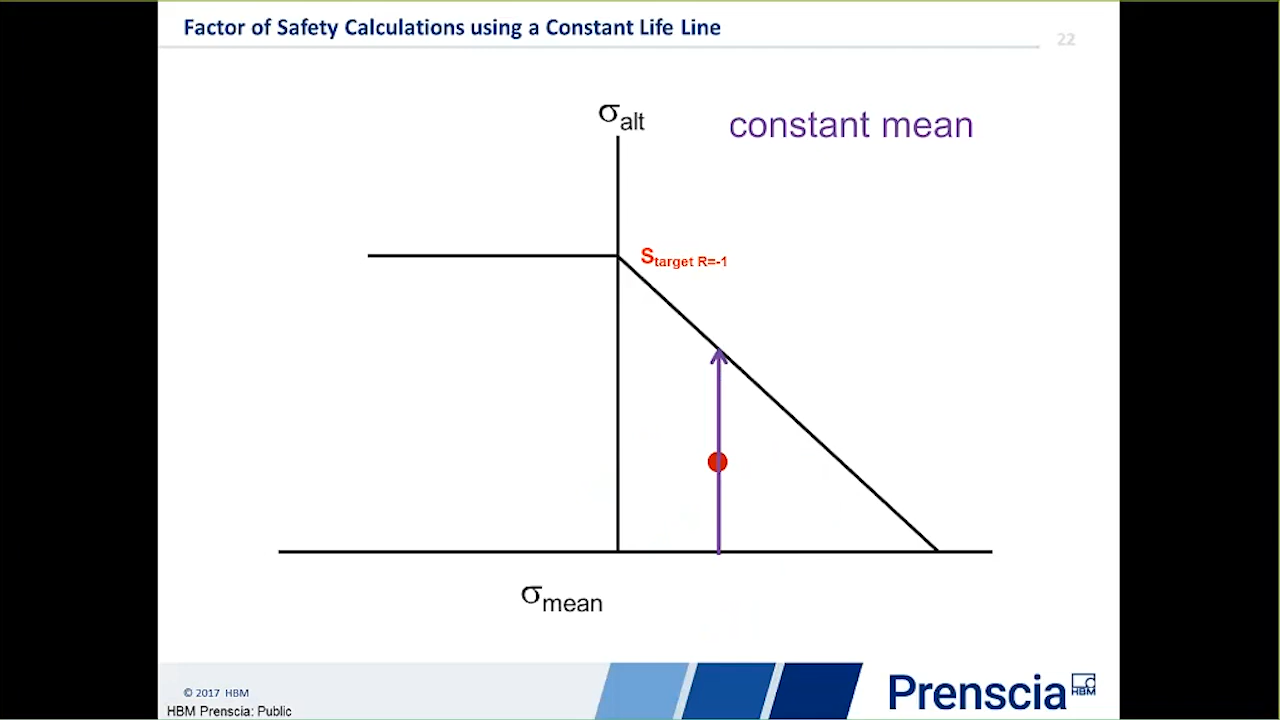 Factor of Safety Calculations using a Constant Life Line
22
σalt
constant mean
Starget R=-1
σmean
© 2017 HBM
HBM Prenscia: Public
Prenscia
HBM